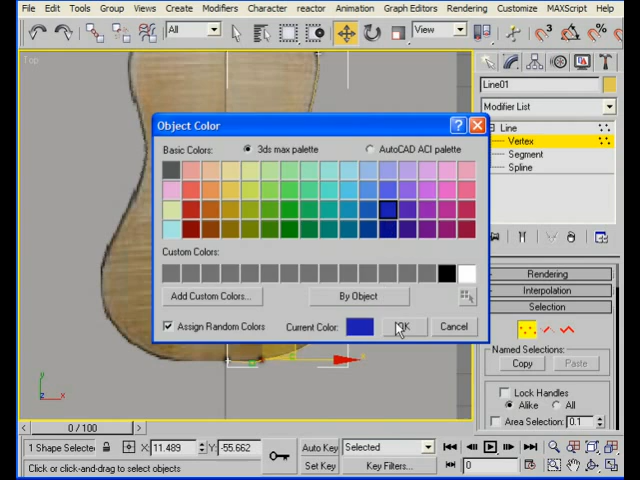 File Edit Tools Group Views Create Modifiers Character reactor Animation Graph Editors Rendering Customize MAXScript Help
All View
Top
Line01
Modifier List
Object Color
Basic Colors: 3ds max palette AutoCAD ACI palette
Line
Vertex
Segment
Spline
Custom Colors:
Add Custom Colors... By Object
Assign Random Colors Current Color: OK Cancel
Rendering
Interpolation
Selection
Named Selections:
Copy Paste
Lock Handles
Alike All
Area Selection: 0.1
y
z x
0 / 100
1 Shape Selected X: 11.489 Y: -55.662 Auto Key Selected
Set Key Key Filters... 0
Click or click-and-drag to select objects